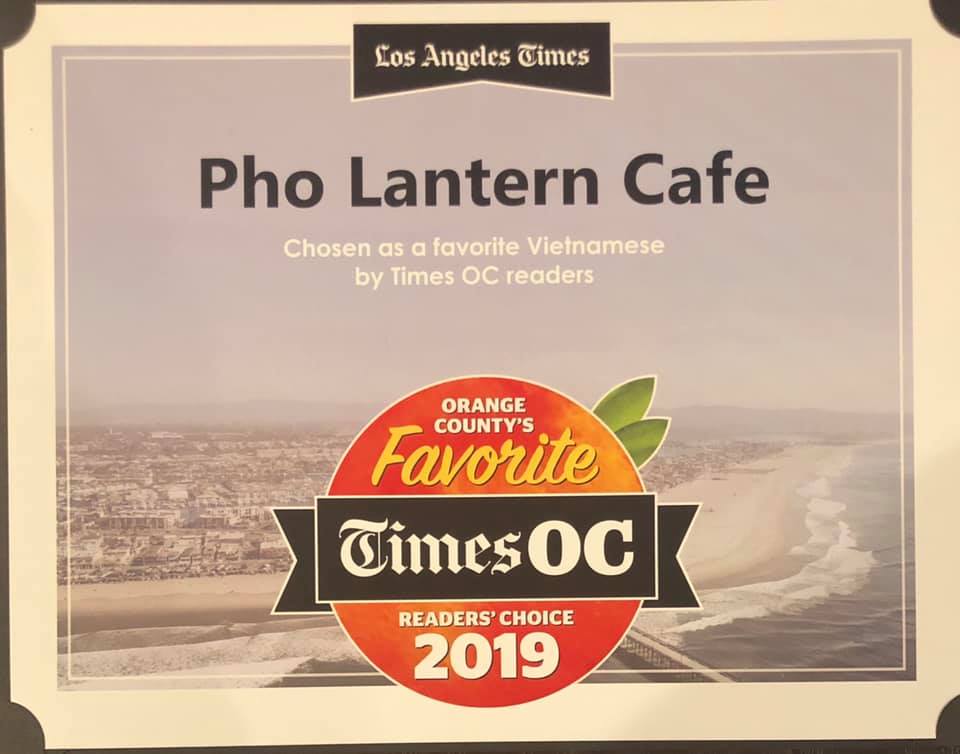 Los Angeles Times
Pho Lantern Cafe
Chosen as a favorite Vietnamese
by Times OC readers
ORANGE
COUNTY'S
Favorite
Times OC
READERS' CHOICE
2019